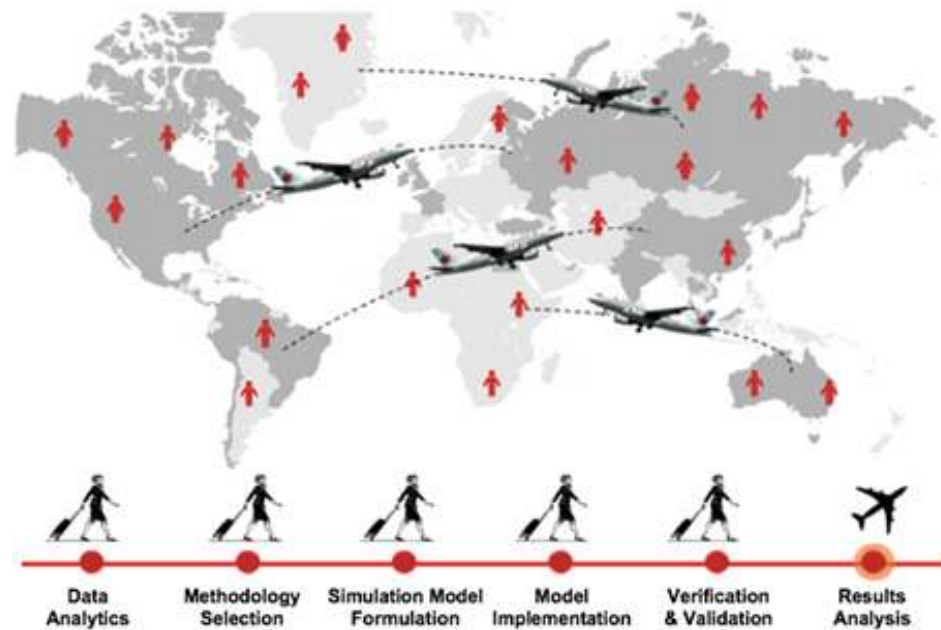 Data
Analytics
Methodology
Selection
Simulation Model
Formulation
Model
Implementation
Verification
& Validation
Results
Analysis